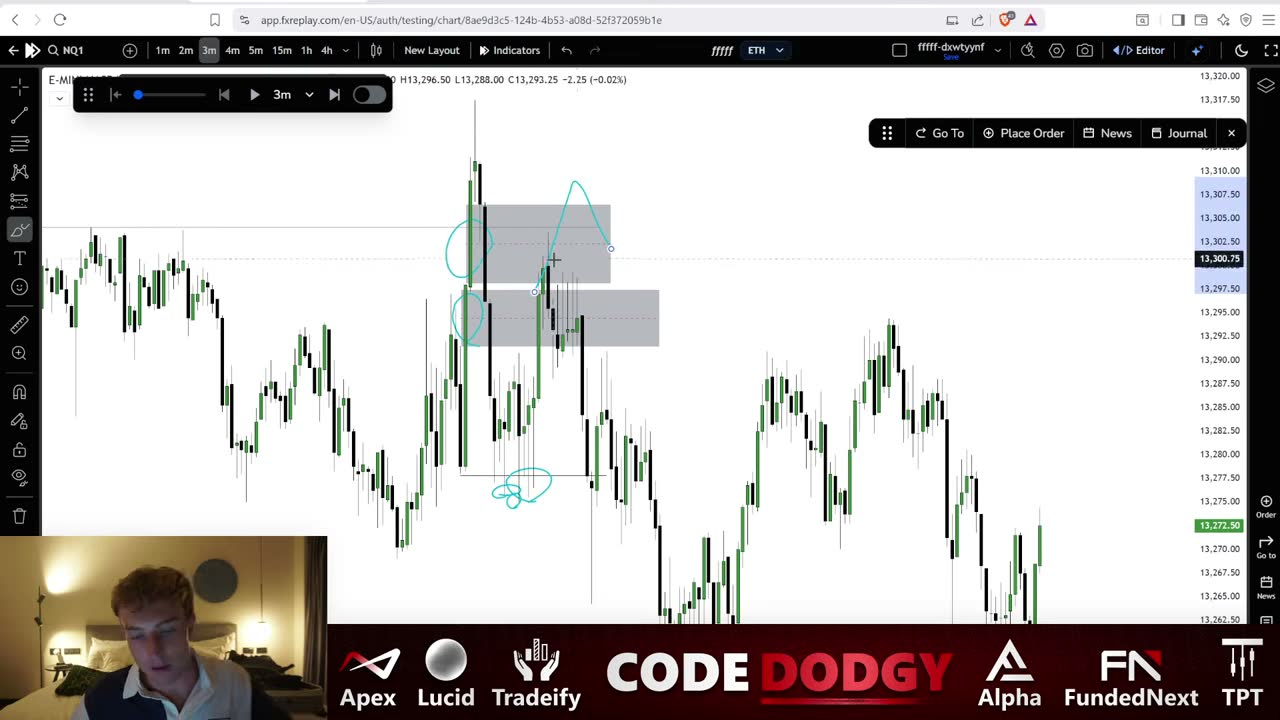 app.fxreplay.com/en-US/auth/testing/chart/8ae9d3c5-124b-4b53-a08d-52f372059b1e
NQ1 1m 2m 3m 4m 5m 15m 1h 4h New Layout Indicators fffff ETH fffff-dxwtyynf Save Editor
H13,296.50 L13,288.00 C13,293.25 −2.25 (−0.02%)
3m
Go To Place Order News Journal
13,320.00
13,317.50
13,310.00
13,307.50
13,305.00
13,302.50
13,300.75
13,297.50
13,295.00
13,292.50
13,290.00
13,287.50
13,285.00
13,282.50
13,280.00
13,277.50
13,275.00
13,272.50
13,270.00
13,267.50
13,265.00
13,262.50
Order
Go to
News
CODE DODGY
Apex Lucid Tradeify Alpha FundedNext TPT